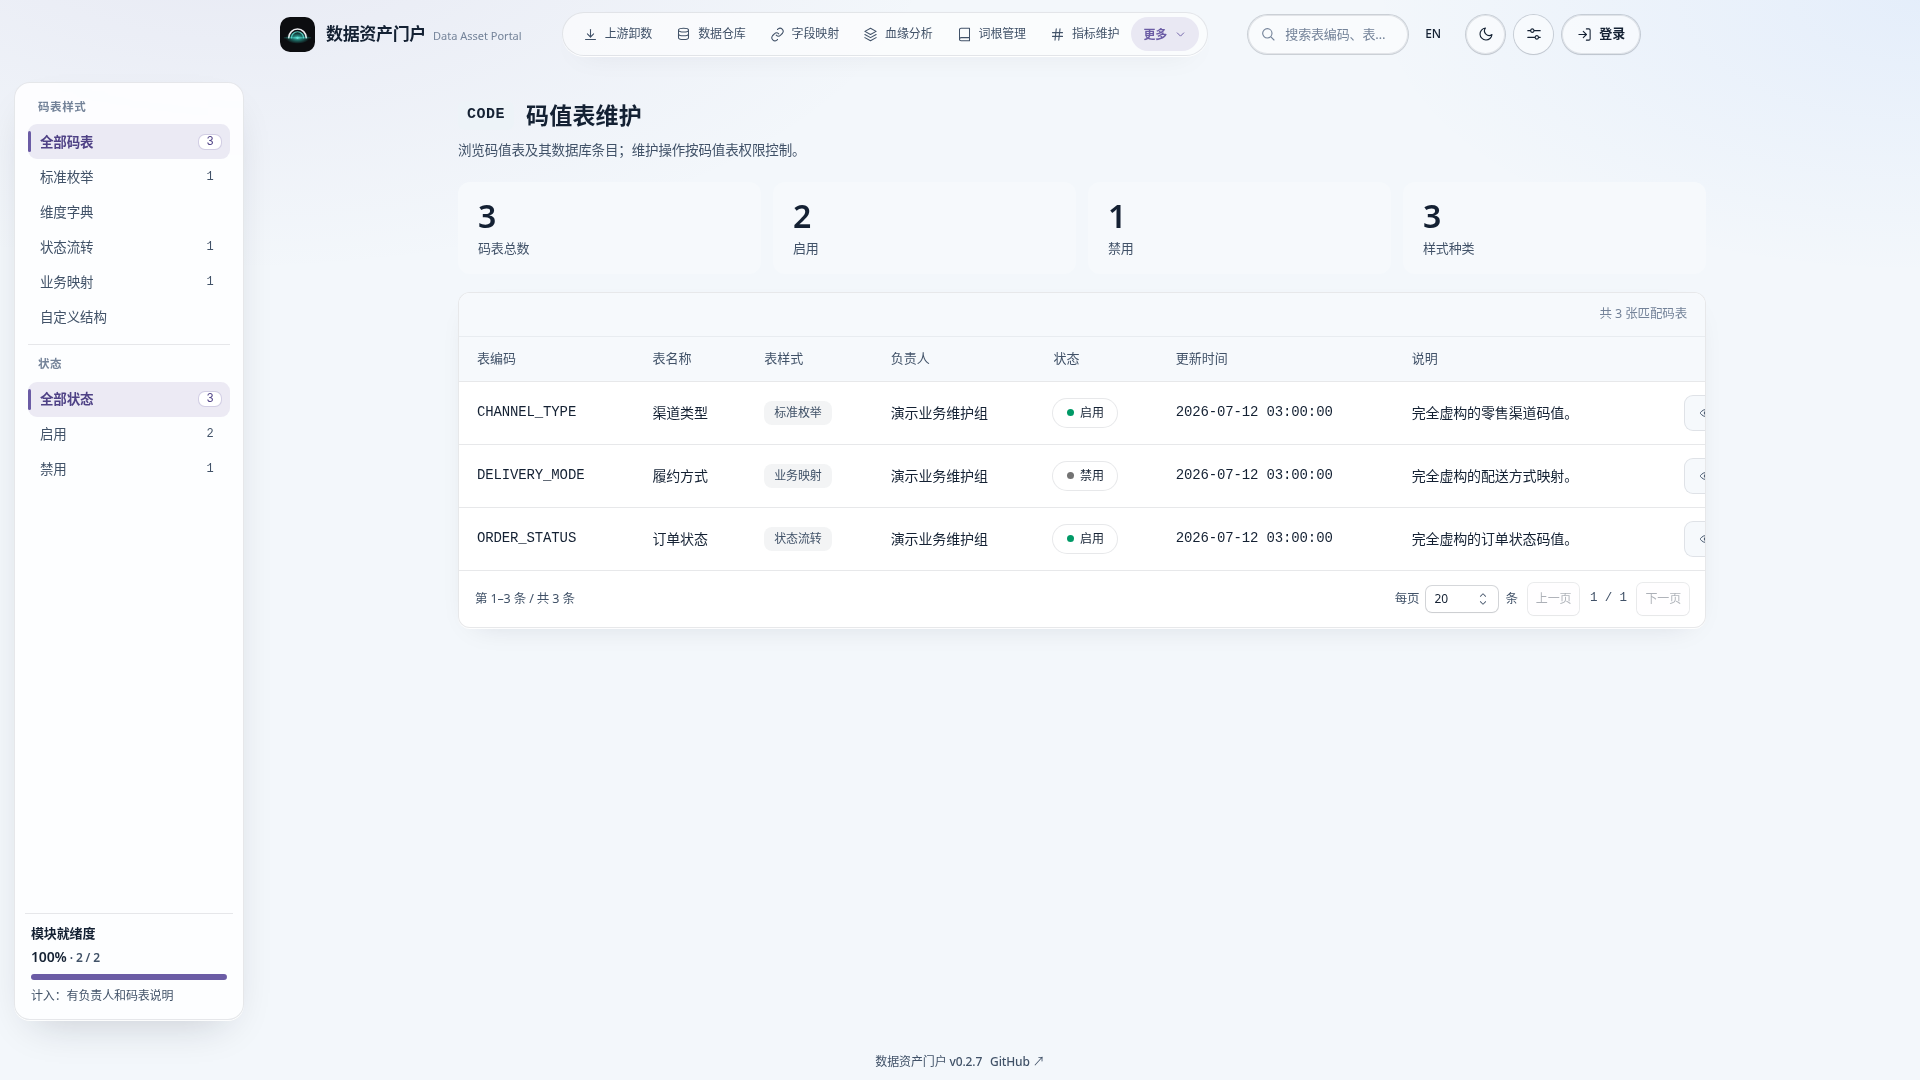 数据资产门户 Data Asset Portal
上游卸数 数据仓库 字段映射 血缘分析 词根管理 指标维护 更多
搜索表编码、表... EN 登录
码表样式
全部码表 3
标准枚举 1
维度字典
状态流转 1
业务映射 1
自定义结构
状态
全部状态 3
启用 2
禁用 1
模块就绪度
100% · 2 / 2
计入：有负责人和码表说明
CODE 码值表维护
浏览码值表及其数据库条目；维护操作按码值表权限控制。
3 2 1 3
码表总数 启用 禁用 样式种类
共 3 张匹配码表
表编码 表名称 表样式 负责人 状态 更新时间 说明
CHANNEL_TYPE 渠道类型 标准枚举 演示业务维护组 启用 2026-07-12 03:00:00 完全虚构的零售渠道码值。
DELIVERY_MODE 履约方式 业务映射 演示业务维护组 禁用 2026-07-12 03:00:00 完全虚构的配送方式映射。
ORDER_STATUS 订单状态 状态流转 演示业务维护组 启用 2026-07-12 03:00:00 完全虚构的订单状态码值。
第 1–3 条 / 共 3 条 每页 20 条 上一页 1 / 1 下一页
数据资产门户 v0.2.7 GitHub ↗